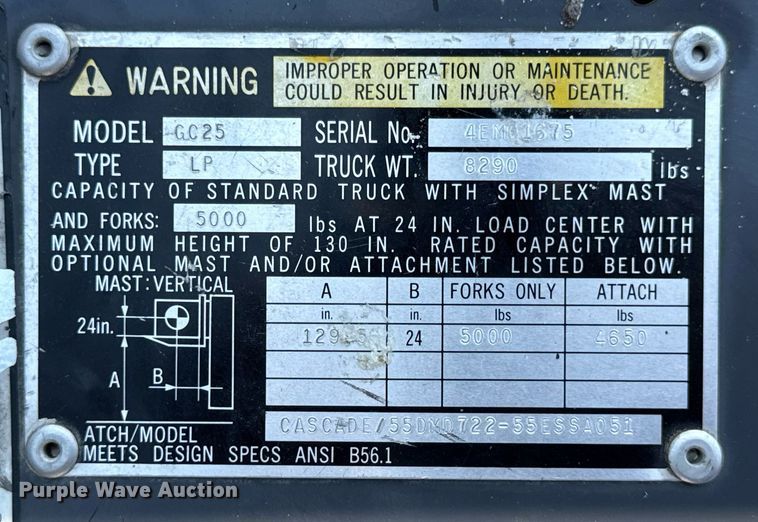 WARNING
IMPROPER OPERATION OR MAINTENANCE
COULD RESULT IN INJURY OR DEATH.
MODEL GC25 SERIAL No. 4EM01675
TYPE LP TRUCK WT. 8290 lbs
CAPACITY OF STANDARD TRUCK WITH SIMPLEX MAST
AND FORKS: 5000 lbs AT 24 IN. LOAD CENTER WITH
MAXIMUM HEIGHT OF 130 IN. RATED CAPACITY WITH
OPTIONAL MAST AND/OR ATTACHMENT LISTED BELOW.
MAST: VERTICAL
24in.
A
B
A B FORKS ONLY ATTACH
in. in. lbs lbs
24 5000 4650
ATCH/MODEL CASCADE/55DMD722-55ESSA051
MEETS DESIGN SPECS ANSI B56.1
Purple Wave Auction